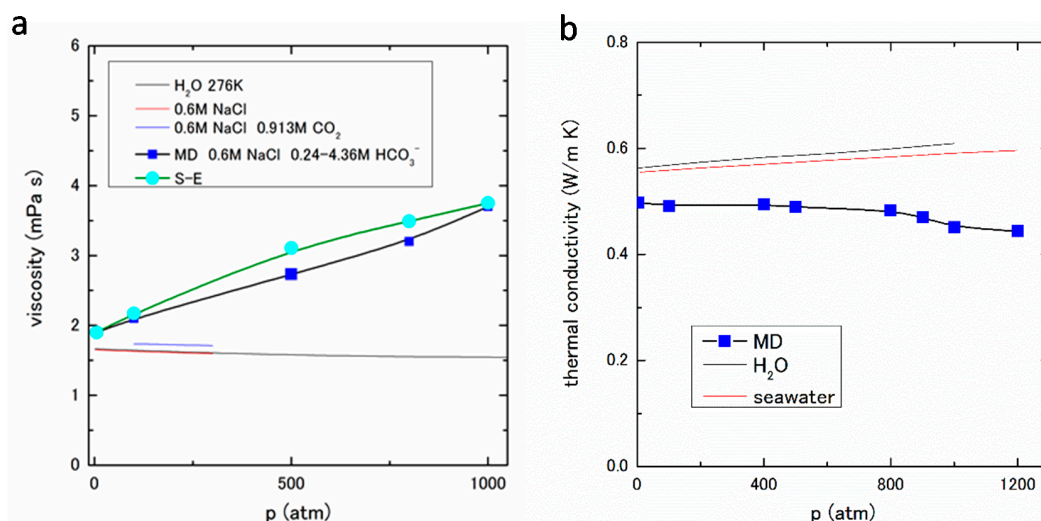 a
6
5
4
3
2
1
0
viscosity (mPa s)
H₂O 276K
0.6M NaCl
0.6M NaCl 0.913M CO₂
MD 0.6M NaCl 0.24-4.36M HCO₃⁻
S-E
0 500 1000
p (atm)
b
0.8
0.6
0.4
0.2
0.0
thermal conductivity (W/m K)
MD
H₂O
seawater
0 400 800 1200
p (atm)